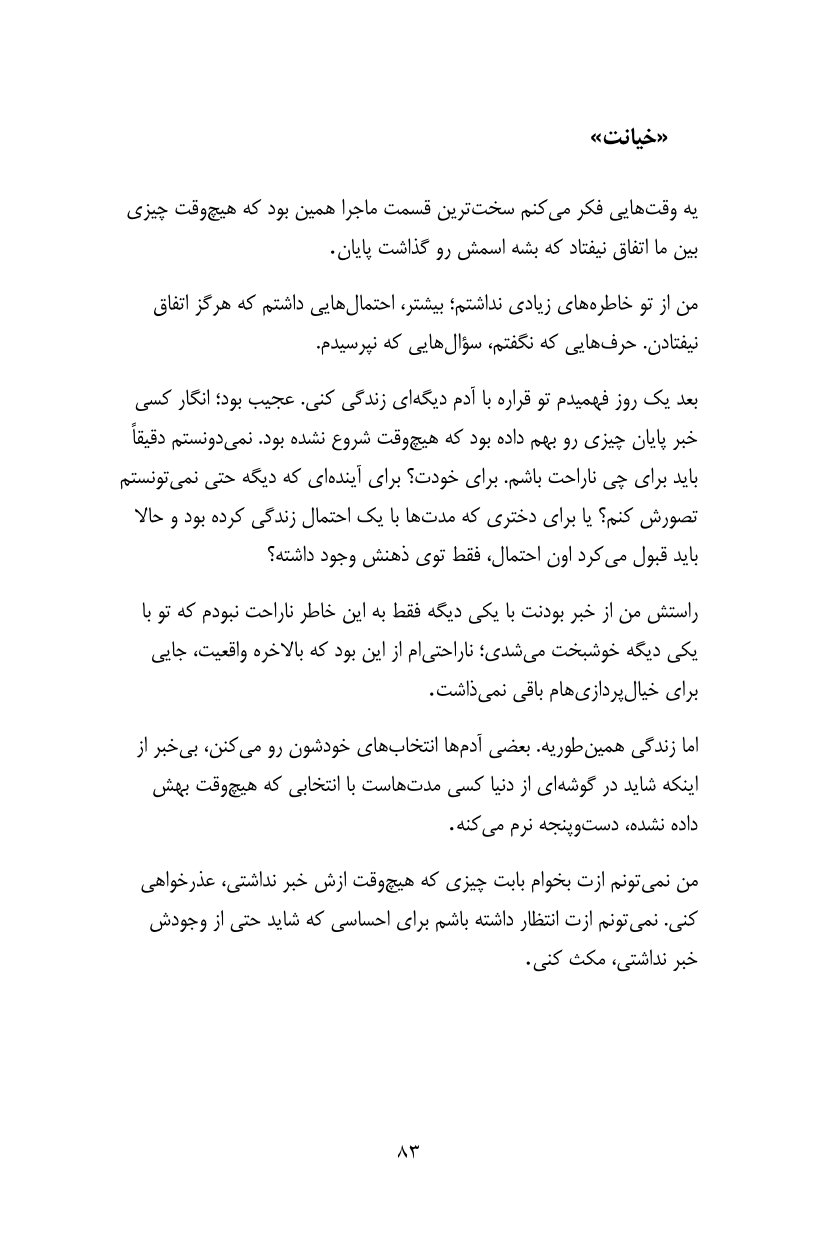 «خیانت»
یه وقت‌هایی فکر می‌کنم سخت‌ترین قسمت ماجرا همین بود که هیچ‌وقت چیزی
بین ما اتفاق نیفتاد که بشه اسمش رو گذاشت پایان.
من از تو خاطره‌های زیادی نداشتم؛ بیشتر، احتمال‌هایی داشتم که هرگز اتفاق
نیفتادن. حرف‌هایی که نگفتم، سؤال‌هایی که نپرسیدم.
بعد یک روز فهمیدم تو قراره با آدم دیگه‌ای زندگی کنی. عجیب بود؛ انگار کسی
خبر پایان چیزی رو بهم داده بود که هیچ‌وقت شروع نشده بود. نمی‌دونستم دقیقاً
باید برای چی ناراحت باشم. برای خودت؟ برای آینده‌ای که دیگه حتی نمی‌تونستم
تصورش کنم؟ یا برای دختری که مدت‌ها با یک احتمال زندگی کرده بود و حالا
باید قبول می‌کرد اون احتمال، فقط توی ذهنش وجود داشته؟
راستش من از خبر بودنت با یکی دیگه فقط به این خاطر ناراحت نبودم که تو با
یکی دیگه خوشبخت می‌شدی؛ ناراحتی‌ام از این بود که بالاخره واقعیت، جایی
برای خیال‌پردازی‌هام باقی نمی‌ذاشت.
اما زندگی همین‌طوریه. بعضی آدم‌ها انتخاب‌های خودشون رو می‌کنن، بی‌خبر از
اینکه شاید در گوشه‌ای از دنیا کسی مدت‌هاست با انتخابی که هیچ‌وقت بهش
داده نشده، دست‌وپنجه نرم می‌کنه.
من نمی‌تونم ازت بخوام بابت چیزی که هیچ‌وقت ازش خبر نداشتی، عذرخواهی
کنی. نمی‌تونم ازت انتظار داشته باشم برای احساسی که شاید حتی از وجودش
خبر نداشتی، مکث کنی.
۸۳